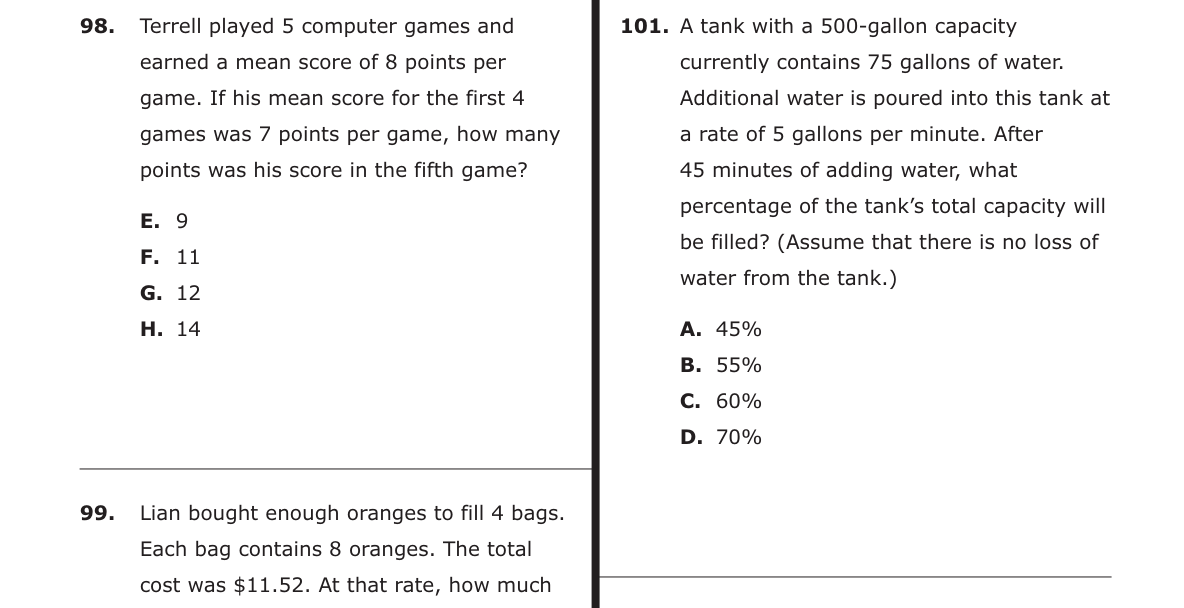 98. Terrell played 5 computer games and
earned a mean score of 8 points per
game. If his mean score for the first 4
games was 7 points per game, how many
points was his score in the fifth game?
E. 9
F. 11
G. 12
H. 14
99. Lian bought enough oranges to fill 4 bags.
Each bag contains 8 oranges. The total
cost was $11.52. At that rate, how much
101. A tank with a 500-gallon capacity
currently contains 75 gallons of water.
Additional water is poured into this tank at
a rate of 5 gallons per minute. After
45 minutes of adding water, what
percentage of the tank’s total capacity will
be filled? (Assume that there is no loss of
water from the tank.)
A. 45%
B. 55%
C. 60%
D. 70%